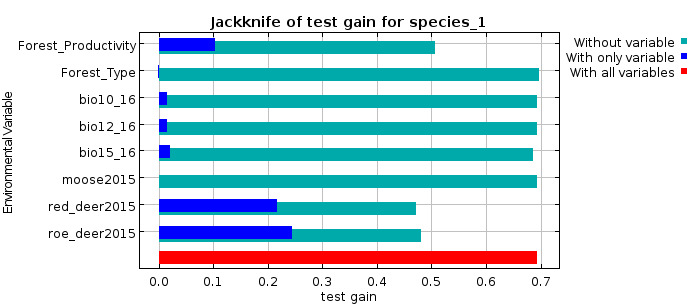 Jackknife of test gain for species_1
Forest_Productivity
Forest_Type
bio10_16
bio12_16
bio15_16
moose2015
red_deer2015
roe_deer2015
Environmental Variable
0.0 0.1 0.2 0.3 0.4 0.5 0.6 0.7
test gain
Without variable
With only variable
With all variables